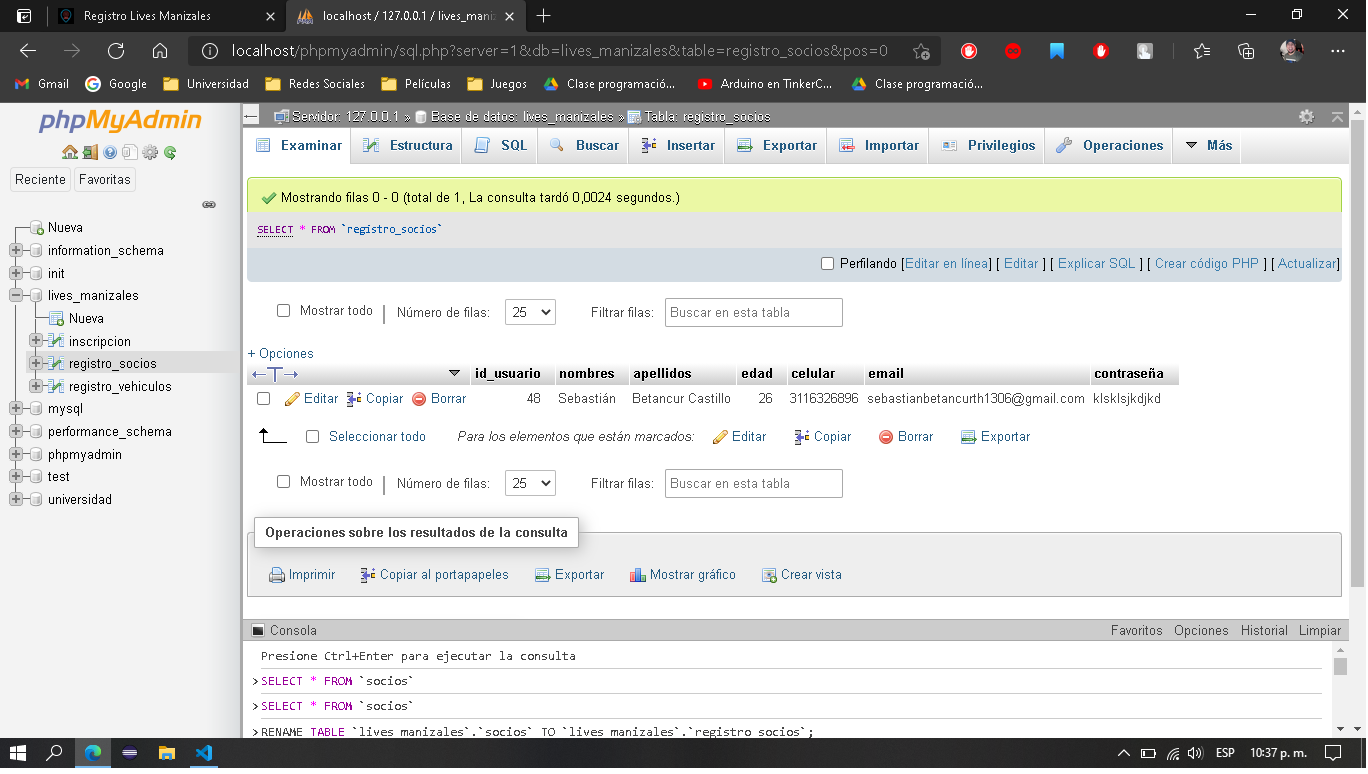 Registro Lives Manizales
localhost / 127.0.0.1 / lives_maniz
localhost/phpmyadmin/sql.php?server=1&db=lives_manizales&table=registro_socios&pos=0
Gmail Google Universidad Redes Sociales Películas Juegos Clase programació... Arduino en TinkerC... Clase programació...
phpMyAdmin
Reciente Favoritas
Nueva
information_schema
init
lives_manizales
Nueva
inscripcion
registro_socios
registro_vehiculos
mysql
performance_schema
phpmyadmin
test
universidad
Servidor: 127.0.0.1 » Base de datos: lives_manizales » Tabla: registro_socios
Examinar Estructura SQL Buscar Insertar Exportar Importar Privilegios Operaciones Más
Mostrando filas 0 - 0 (total de 1, La consulta tardó 0,0024 segundos.)
SELECT * FROM `registro_socios`
Perfilando [Editar en línea] [ Editar ] [ Explicar SQL ] [ Crear código PHP ] [ Actualizar]
Mostrar todo | Número de filas: 25 Filtrar filas: Buscar en esta tabla
+ Opciones
←T→ id_usuario nombres apellidos edad celular email contraseña
Editar Copiar Borrar 48 Sebastián Betancur Castillo 26 3116326896 sebastianbetancurth1306@gmail.com klsklsjkdjkd
Seleccionar todo Para los elementos que están marcados: Editar Copiar Borrar Exportar
Mostrar todo | Número de filas: 25 Filtrar filas: Buscar en esta tabla
Operaciones sobre los resultados de la consulta
Imprimir Copiar al portapapeles Exportar Mostrar gráfico Crear vista
Consola Favoritos Opciones Historial Limpiar
Presione Ctrl+Enter para ejecutar la consulta
>SELECT * FROM `socios`
>SELECT * FROM `socios`
>RENAME TABLE `lives_manizales`.`socios` TO `lives_manizales`.`registro_socios`;
ESP 10:37 p. m.